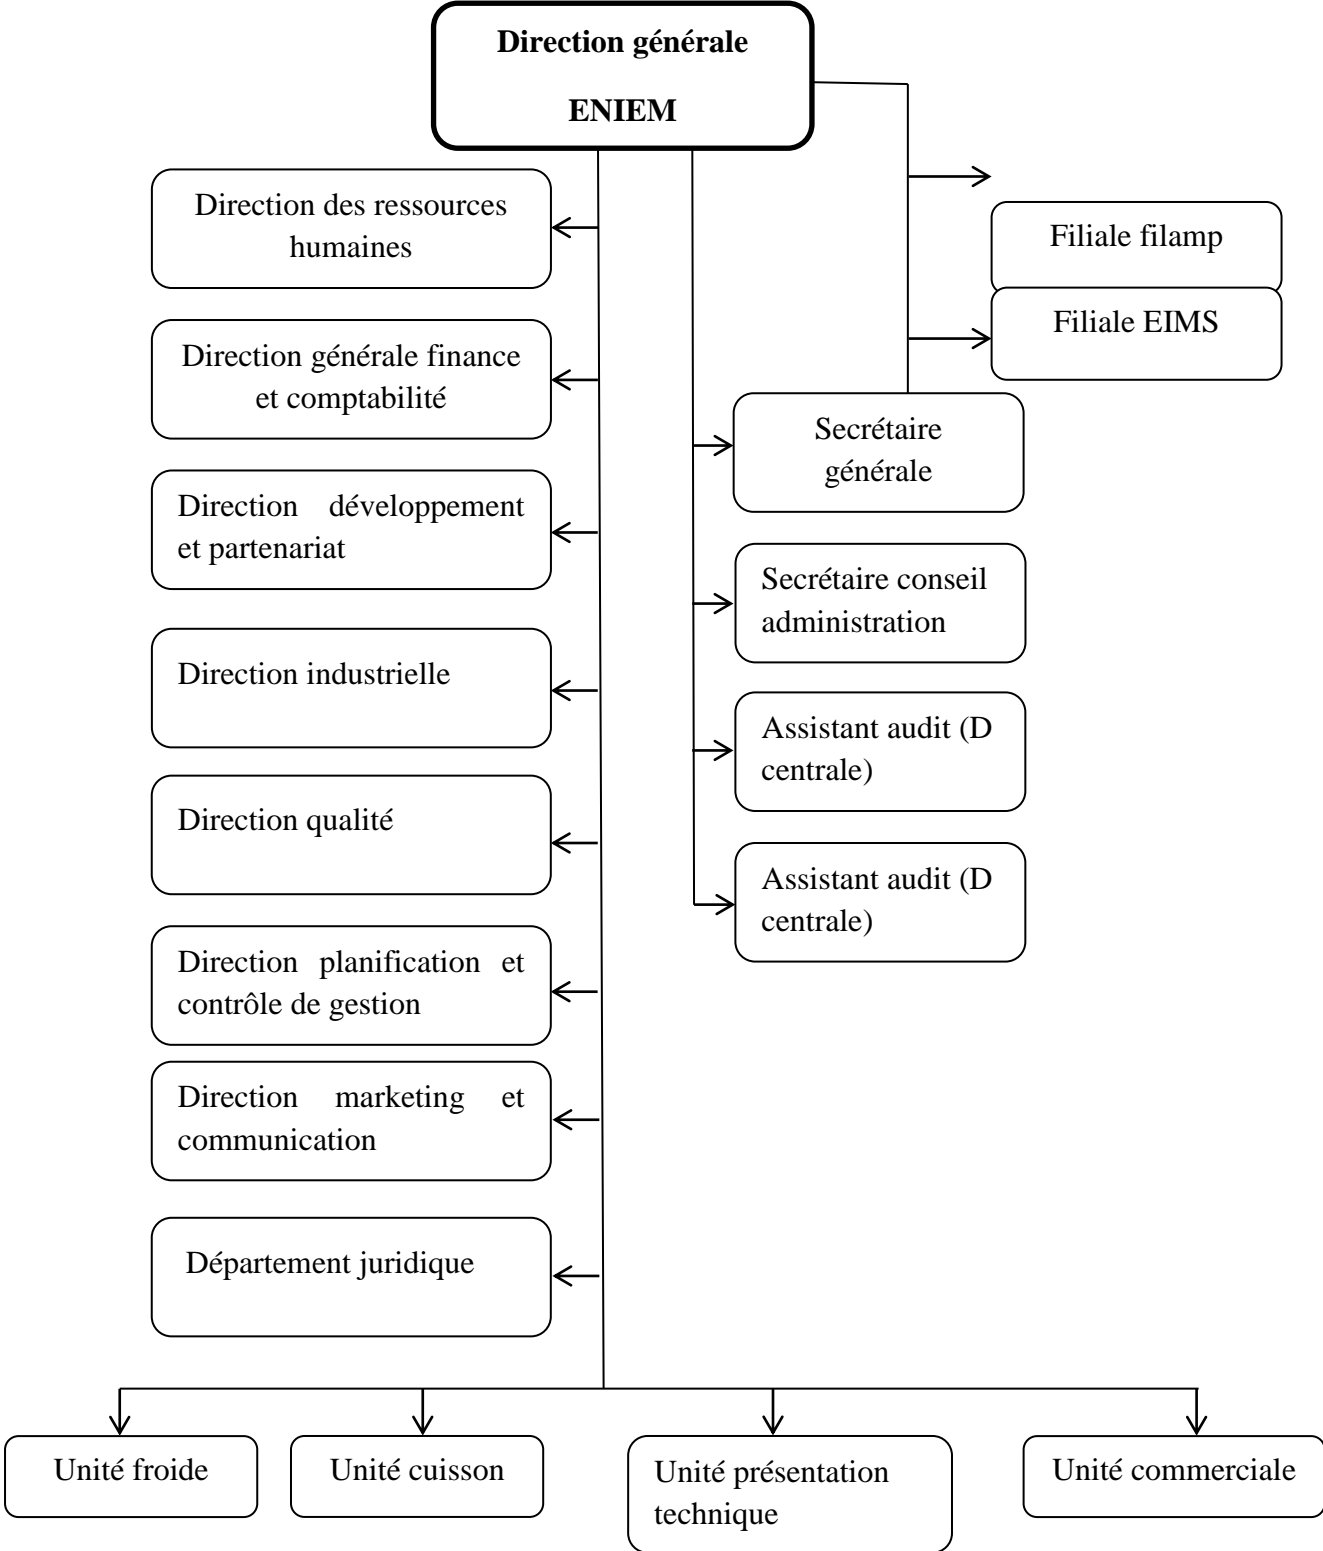 Direction générale
ENIEM
Direction des ressources
humaines
Direction générale finance
et comptabilité
Direction développement
et partenariat
Direction industrielle
Direction qualité
Direction planification et
contrôle de gestion
Direction marketing et
communication
Département juridique
Filiale filamp
Filiale EIMS
Secrétaire
générale
Secrétaire conseil
administration
Assistant audit (D
centrale)
Assistant audit (D
centrale)
Unité froide
Unité cuisson
Unité présentation
technique
Unité commerciale